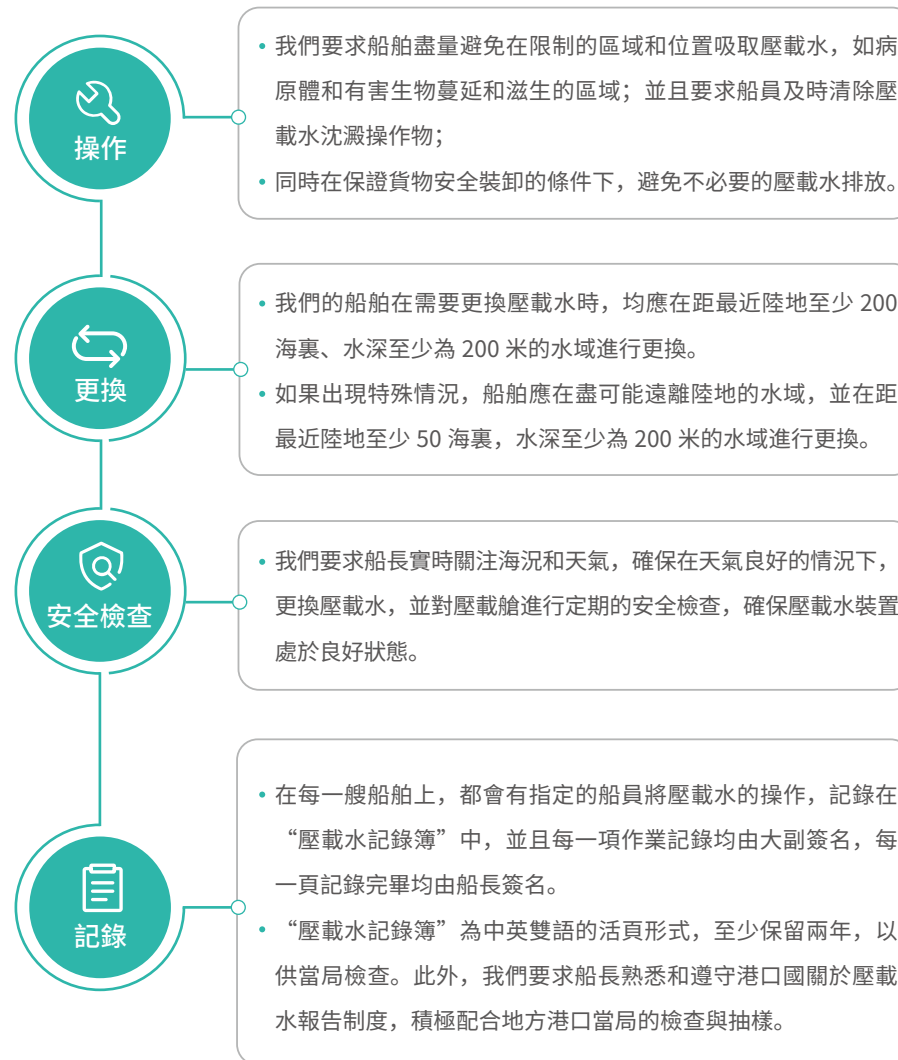 操作
• 我們要求船舶盡量避免在限制的區域和位置吸取壓載水，如病
原體和有害生物蔓延和滋生的區域；並且要求船員及時清除壓
載水沈澱操作物；
• 同時在保證貨物安全裝卸的條件下，避免不必要的壓載水排放。
更換
• 我們的船舶在需要更換壓載水時，均應在距最近陸地至少 200
海裏、水深至少為 200 米的水域進行更換。
• 如果出現特殊情況，船舶應在盡可能遠離陸地的水域，並在距
最近陸地至少 50 海裏，水深至少為 200 米的水域進行更換。
安全檢查
• 我們要求船長實時關注海況和天氣，確保在天氣良好的情況下，
更換壓載水，並對壓載艙進行定期的安全檢查，確保壓載水裝置
處於良好狀態。
記錄
• 在每一艘船舶上，都會有指定的船員將壓載水的操作，記錄在
“壓載水記錄簿”中，並且每一項作業記錄均由大副簽名，每
一頁記錄完畢均由船長簽名。
• “壓載水記錄簿”為中英雙語的活頁形式，至少保留兩年，以
供當局檢查。此外，我們要求船長熟悉和遵守港口國關於壓載
水報告制度，積極配合地方港口當局的檢查與抽樣。